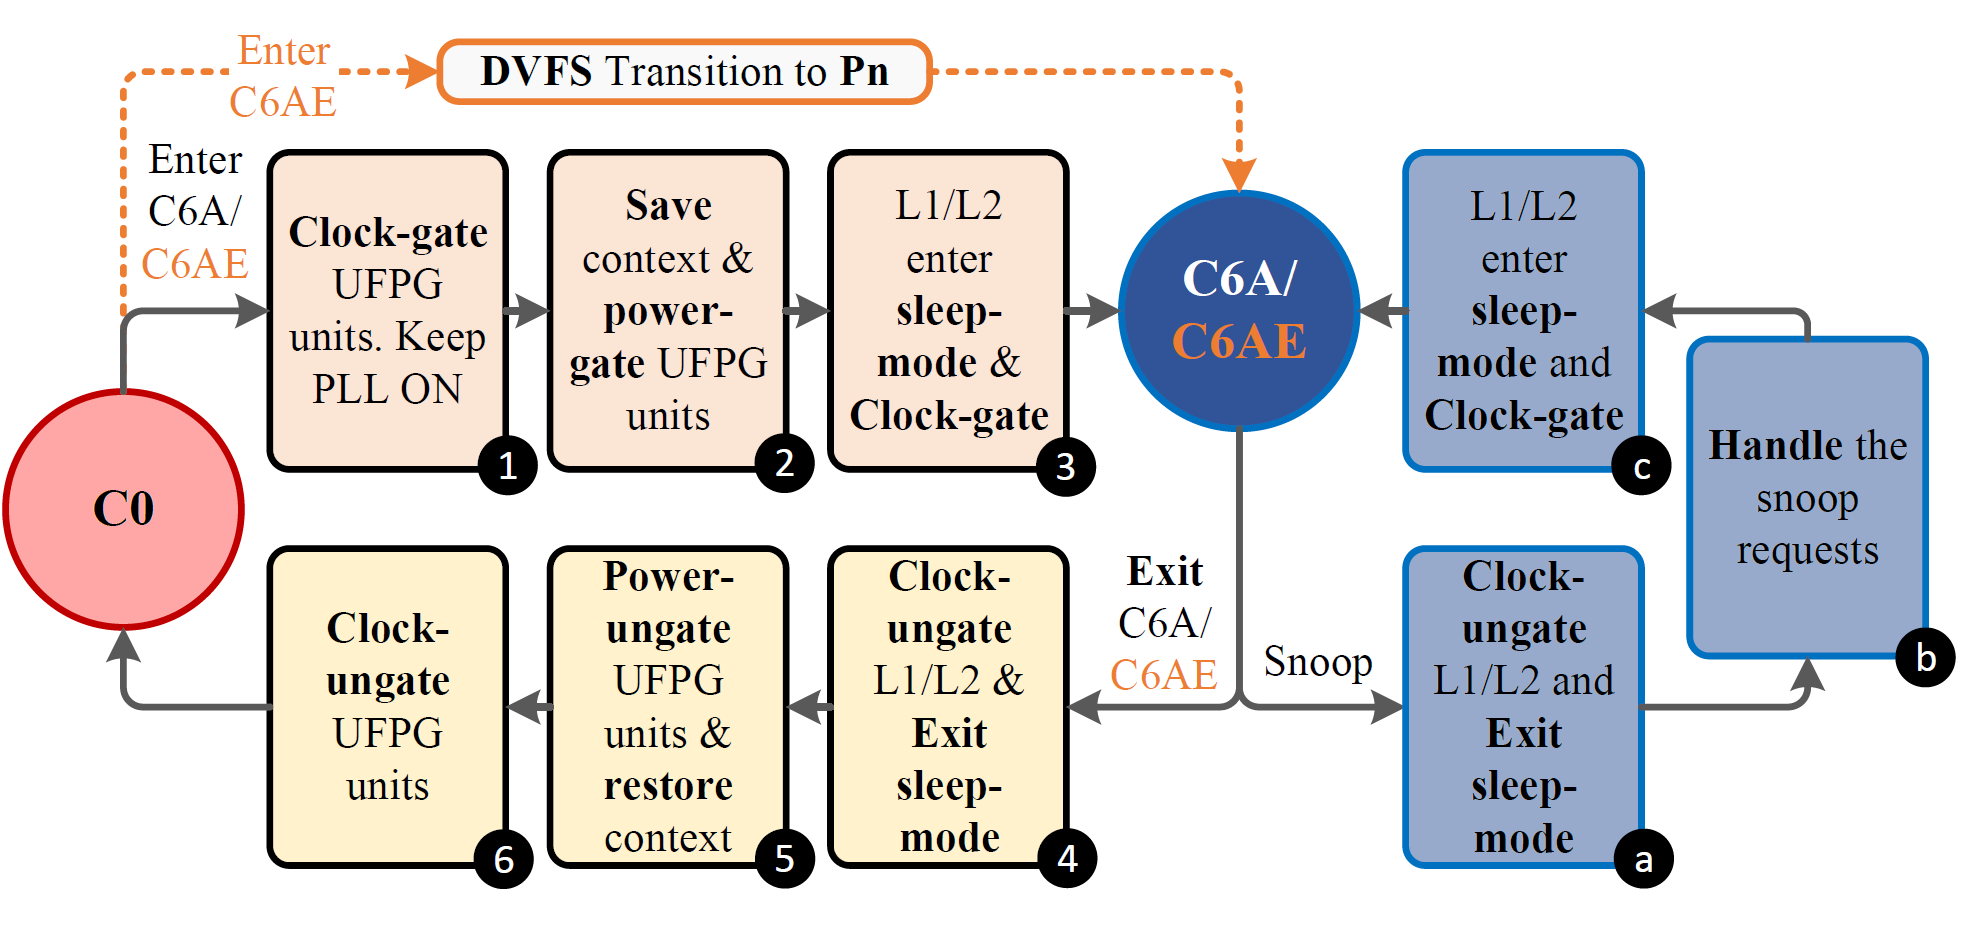 Enter
C6AE
DVFS Transition to Pn
Enter
C6A/
C6AE
Clock-gate
UFPG
units. Keep
PLL ON
1
Save
context &
power-
gate UFPG
units
2
L1/L2
enter
sleep-
mode &
Clock-gate
3
C6A/
C6AE
L1/L2
enter
sleep-
mode and
Clock-gate
c
Handle the
snoop
requests
b
C0
Clock-
ungate
UFPG
units
6
Power-
ungate
UFPG
units &
restore
context
5
Clock-
ungate
L1/L2 &
Exit
sleep-
mode
4
Exit
C6A/
C6AE
Snoop
Clock-
ungate
L1/L2 and
Exit
sleep-
mode
a